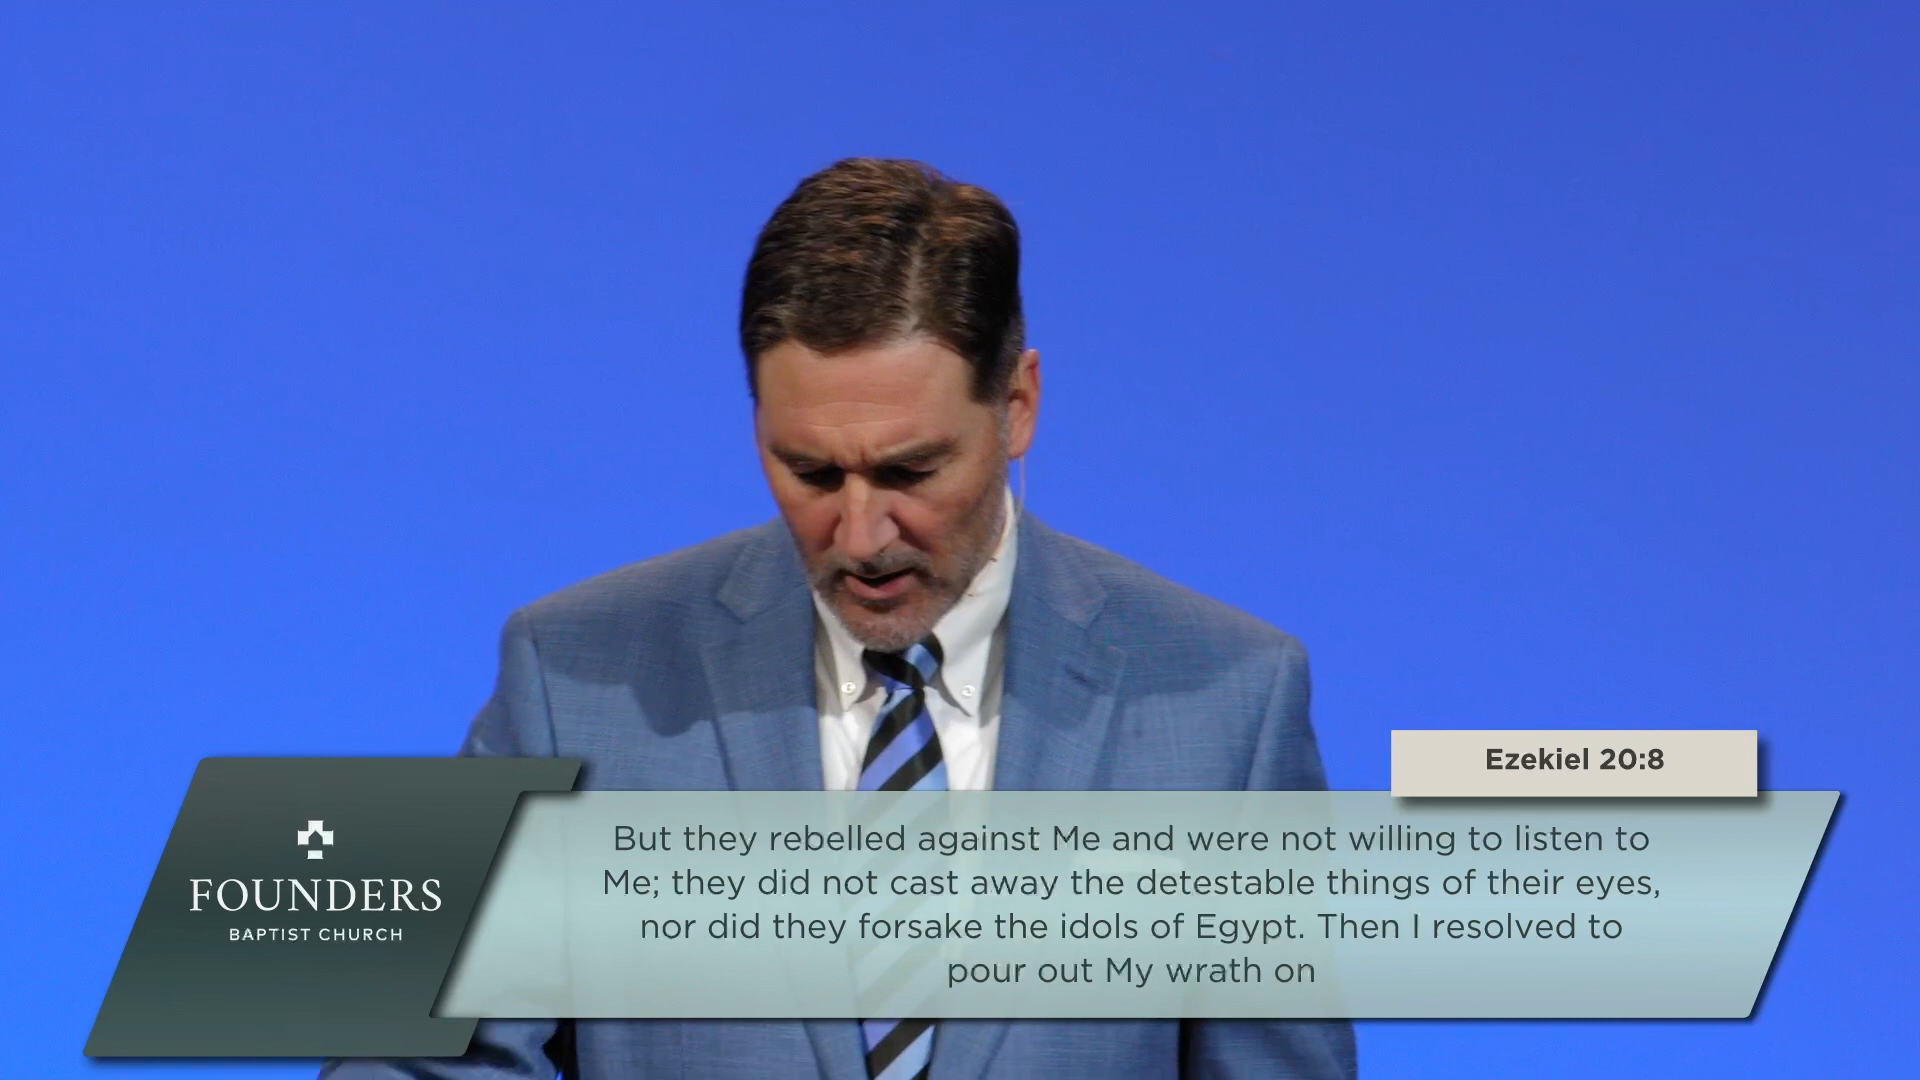 Ezekiel 20:8
But they rebelled against Me and were not willing to listen to
Me; they did not cast away the detestable things of their eyes,
nor did they forsake the idols of Egypt. Then I resolved to
pour out My wrath on
FOUNDERS
BAPTIST CHURCH